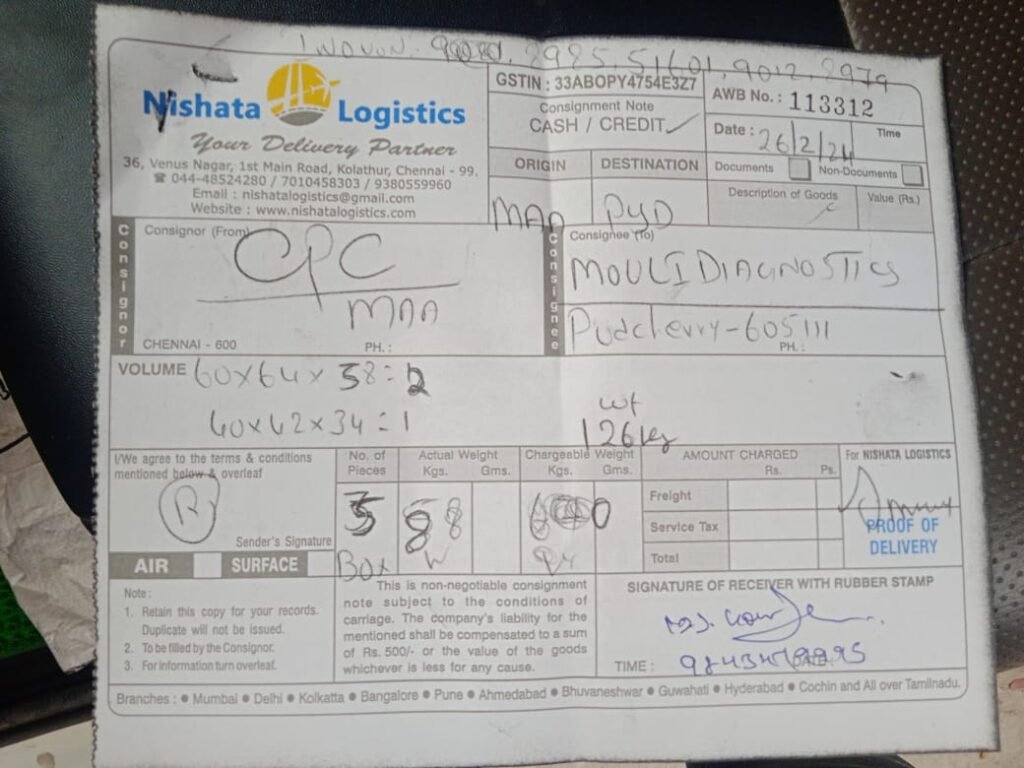 Nishata Logistics
Your Delivery Partner
36, Venus Nagar, 1st Main Road, Kolathur, Chennai - 99.
☎ 044-48524280 / 7010458303 / 9380559960
Email : nishatalogistics@gmail.com
Website : www.nishatalogistics.com
GSTIN : 33ABOPY4754E3Z7
Consignment Note
CASH / CREDIT ✓
AWB No. : 113312
Date : 26/2/24
Time
ORIGIN
DESTINATION
MAA
PYD
Documents
Non-Documents
Description of Goods
Value (Rs.)
Consignor
Consignor (From)
CPC
MAA
CHENNAI - 600
PH. :
Consignee
Consignee (To)
MOULI DIAGNOSTICS
Pudcherry-605111
PH. :
VOLUME 60x64x58=2
40x42x34=1
wt
126kg
I/We agree to the terms & conditions
mentioned below & overleaf
R
Sender's Signature
AIR
SURFACE
No. of Pieces
Actual Weight
Kgs. Gms.
Chargeable Weight
Kgs. Gms.
Box
AMOUNT CHARGED
Rs. Ps.
Freight
Service Tax
Total
For NISHATA LOGISTICS
PROOF OF
DELIVERY
Note :
1. Retain this copy for your records.
Duplicate will not be issued.
2. To be filled by the Consignor.
3. For information turn overleaf.
This is non-negotiable consignment
note subject to the conditions of
carriage. The company's liability for the
mentioned shall be compensated to a sum
of Rs. 500/- or the value of the goods
whichever is less for any cause.
SIGNATURE OF RECEIVER WITH RUBBER STAMP
TIME :
Branches : ● Mumbai ● Delhi ● Kolkatta ● Bangalore ● Pune ● Ahmedabad ● Bhuvaneshwar ● Guwahati ● Hyderabad ● Cochin and All over Tamilnadu.